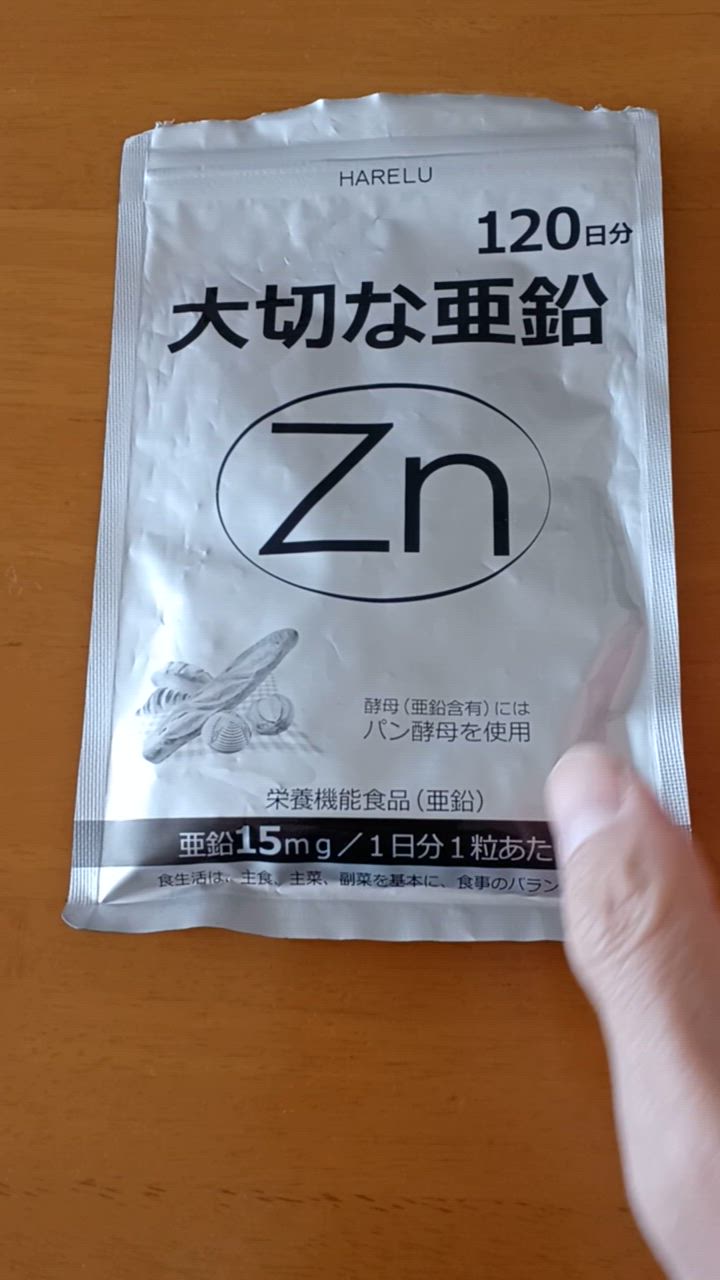 HARELU
120日分
大切な亜鉛
Zn
酵母(亜鉛含有)には
パン酵母を使用
栄養機能食品(亜鉛)
亜鉛15mg/1日分1粒あた
食生活は、主食、主菜、副菜を基本に、食事のバラン